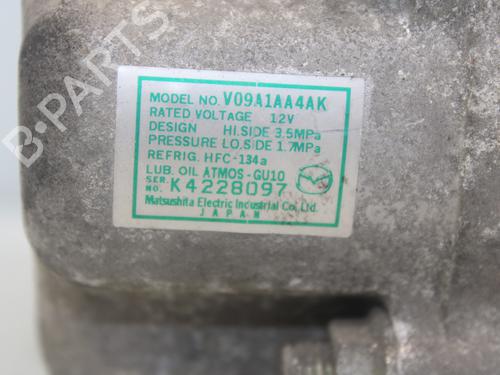 B-PARTS
MODEL NO. V09A1AA4AK
RATED VOLTAGE 12V
DESIGN HI.SIDE 3.5MPa
PRESSURE LO.SIDE 1.7MPa
REFRIG. HFC-134a
LUB. OIL ATMOS-GU10
SER. NO. K4228097
Matsushita Electric Industrial Co., Ltd.
JAPAN